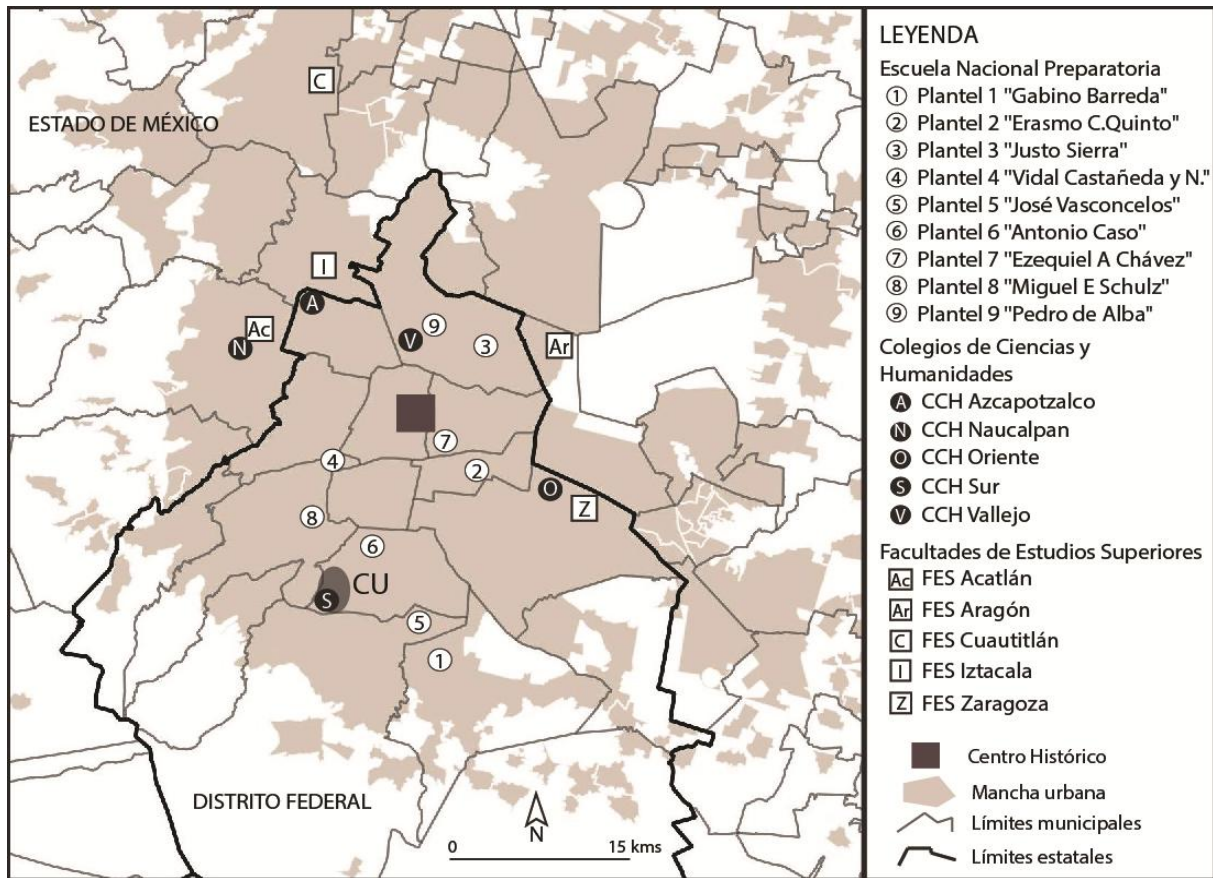 C
ESTADO DE MÉXICO
I
A
Ac
N
V
9
3
Ar
7
4
2
O
Z
8
6
CU
S
5
1
DISTRITO FEDERAL
N
0 15 kms
LEYENDA
Escuela Nacional Preparatoria
1 Plantel 1 "Gabino Barreda"
2 Plantel 2 "Erasmo C.Quinto"
3 Plantel 3 "Justo Sierra"
4 Plantel 4 "Vidal Castañeda y N."
5 Plantel 5 "José Vasconcelos"
6 Plantel 6 "Antonio Caso"
7 Plantel 7 "Ezequiel A Chávez"
8 Plantel 8 "Miguel E Schulz"
9 Plantel 9 "Pedro de Alba"
Colegios de Ciencias y
Humanidades
A CCH Azcapotzalco
N CCH Naucalpan
O CCH Oriente
S CCH Sur
V CCH Vallejo
Facultades de Estudios Superiores
Ac FES Acatlán
Ar FES Aragón
C FES Cuautitlán
I FES Iztacala
Z FES Zaragoza
Centro Histórico
Mancha urbana
Límites municipales
Límites estatales